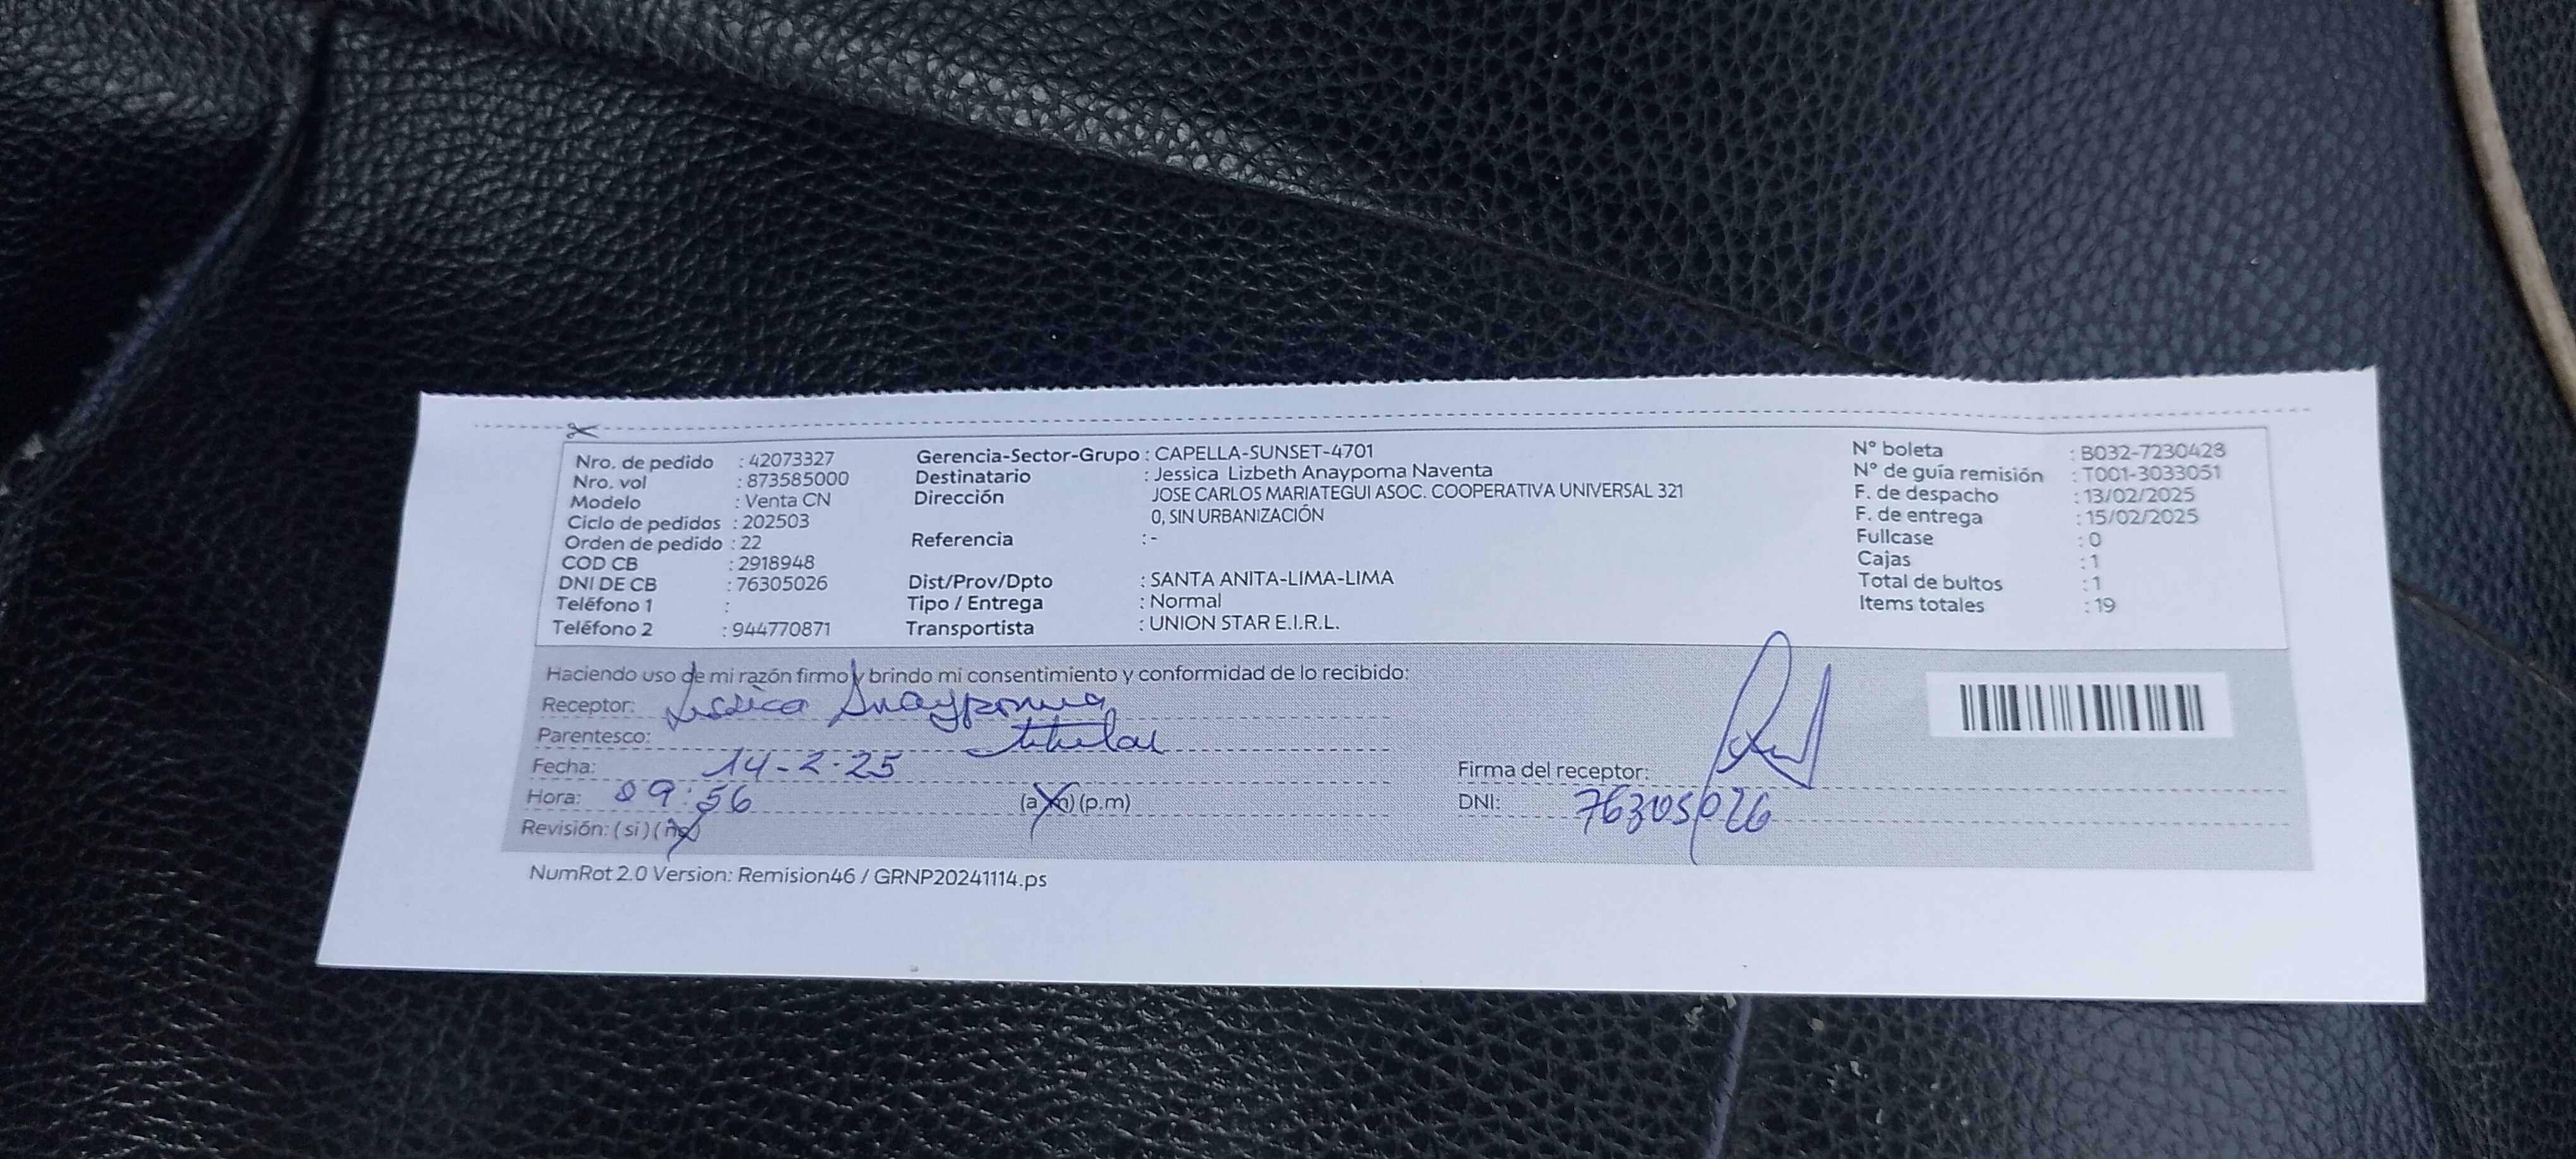 Nro. de pedido : 42073327
Nro. vol : 873585000
Modelo : Venta CN
Ciclo de pedidos : 202503
Orden de pedido : 22
COD CB : 2918948
DNI DE CB : 76305026
Teléfono 1 :
Teléfono 2 : 944770871
Gerencia-Sector-Grupo : CAPELLA-SUNSET-4701
Destinatario : Jessica Lizbeth Anaypoma Naventa
Dirección JOSE CARLOS MARIATEGUI ASOC. COOPERATIVA UNIVERSAL 321
0, SIN URBANIZACIÓN
Referencia : -
Dist/Prov/Dpto : SANTA ANITA-LIMA-LIMA
Tipo / Entrega : Normal
Transportista : UNION STAR E.I.R.L.
N° boleta : B032-7230428
N° de guía remisión : T001-3033051
F. de despacho : 13/02/2025
F. de entrega : 15/02/2025
Fullcase : 0
Cajas : 1
Total de bultos : 1
Items totales : 19
Haciendo uso de mi razón firmo y brindo mi consentimiento y conformidad de lo recibido:
Receptor: Jessica Anaypoma
Parentesco: titular
Fecha: 14-2-25
Hora: 09:56 (a.m) (p.m)
Revisión: (si) (no)
Firma del receptor:
DNI: 76305026
NumRot 2.0 Version: Remision46 / GRNP20241114.ps